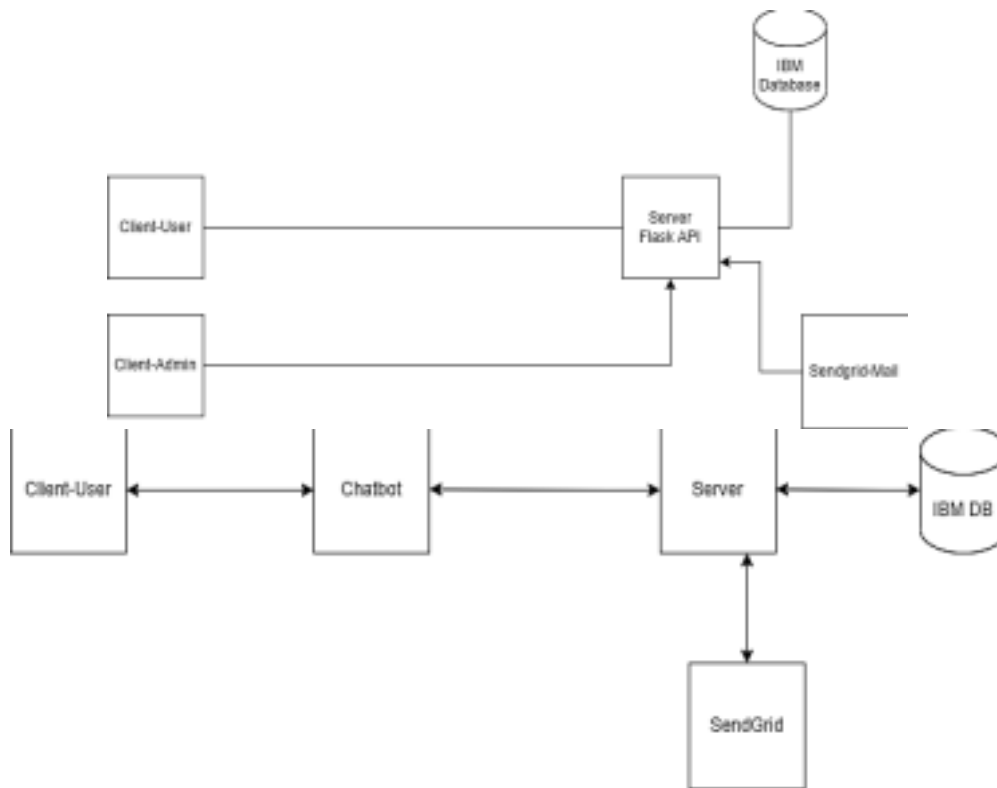 IBM
Database
Client-User
Server
Flask API
Client-Admin
Sendgrid-Mail
Client-User
Chatbot
Server
IBM DB
SendGrid